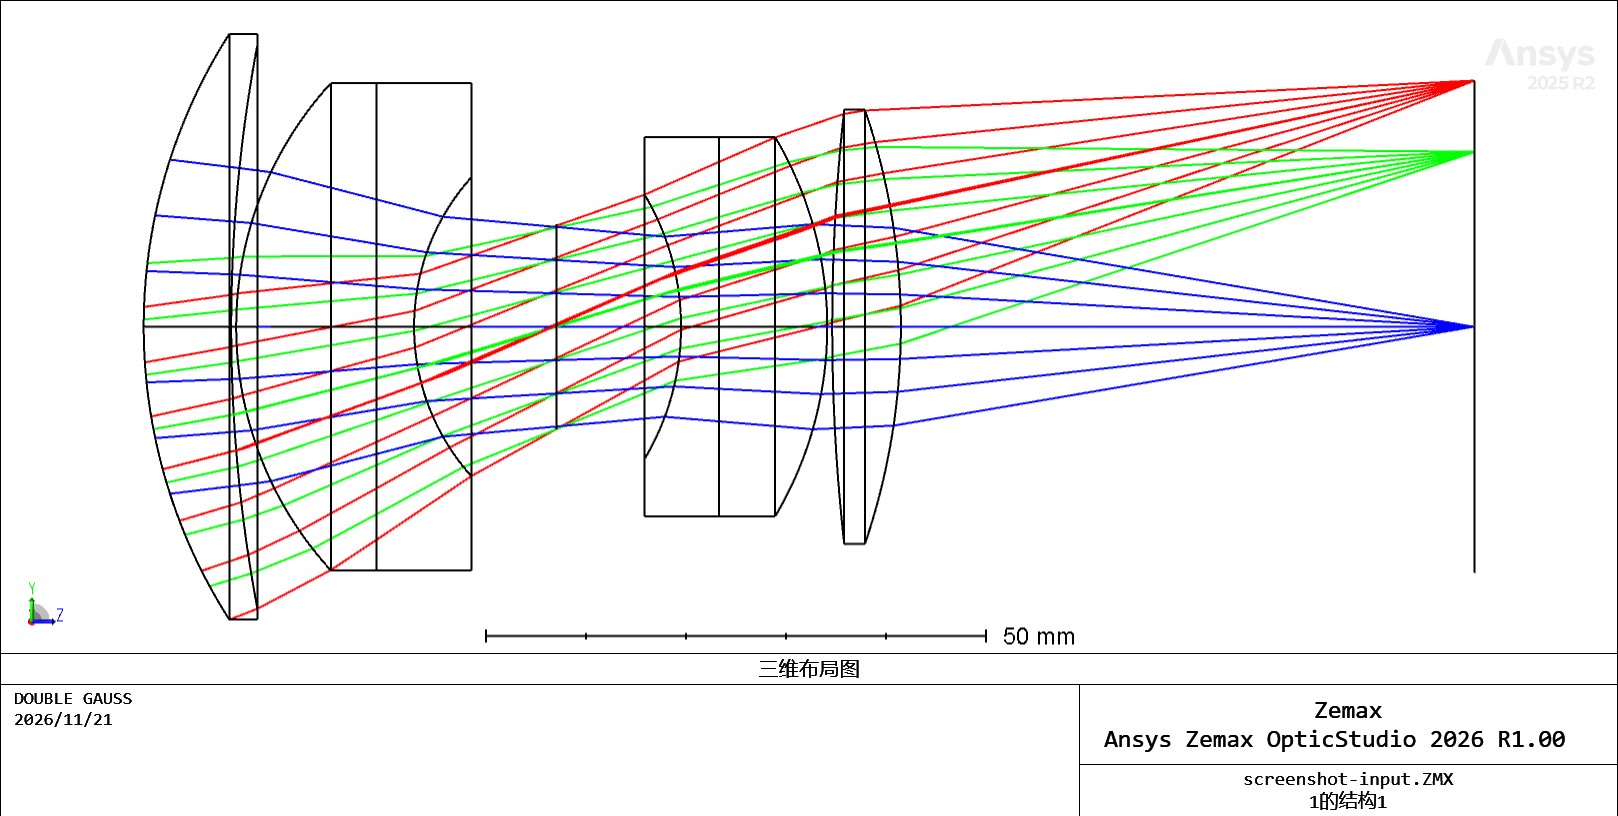 Ansys
2025 R2
Y
Z
50 mm
三维布局图
DOUBLE GAUSS
2026/11/21
Zemax
Ansys Zemax OpticStudio 2026 R1.00
screenshot-input.ZMX
1的结构1